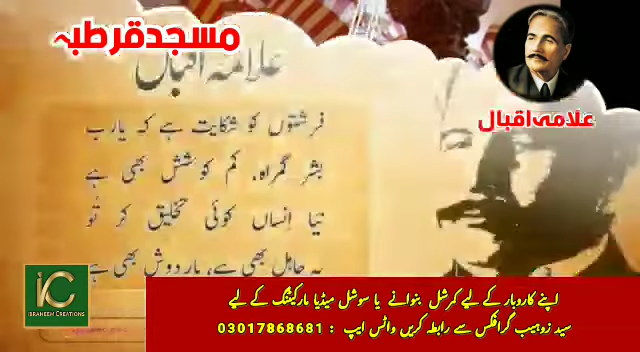 مسجد قرطبہ
علامہ اقبال
علامی اقبال
فرشتوں کو شکایت ہے کہ یارب
بشر گمراہ، کم کوشش بھی ہے
نیا انساں کوئی تخلیق کر تُو
یہ جاہل بھی ہے، بار دوش بھی ہے
iC
IBRAHEEM CREATIONS
اپنے کاروبار کے لیے کمرشل بنوانے یا سوشل میڈیا مارکیٹنگ کے لیے
سید زوہیب گرافکس سے رابطہ کریں واٹس ایپ : 03017868681